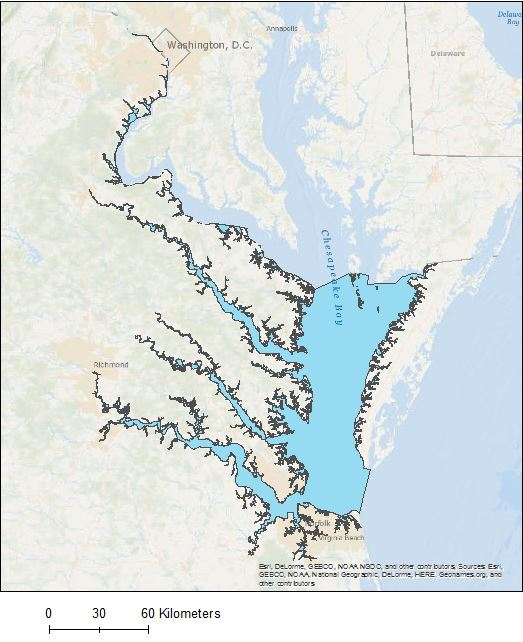 Delaware
Bay
Washington, D.C.
Annapolis
Delaware
Chesapeake Bay
Richmond
Norfolk
Virginia Beach
Esri, DeLorme, GEBCO, NOAA NGDC, and other contributors, Sources: Esri,
GEBCO, NOAA, National Geographic, DeLorme, HERE, Geonames.org, and
other contributors
0 30 60 Kilometers